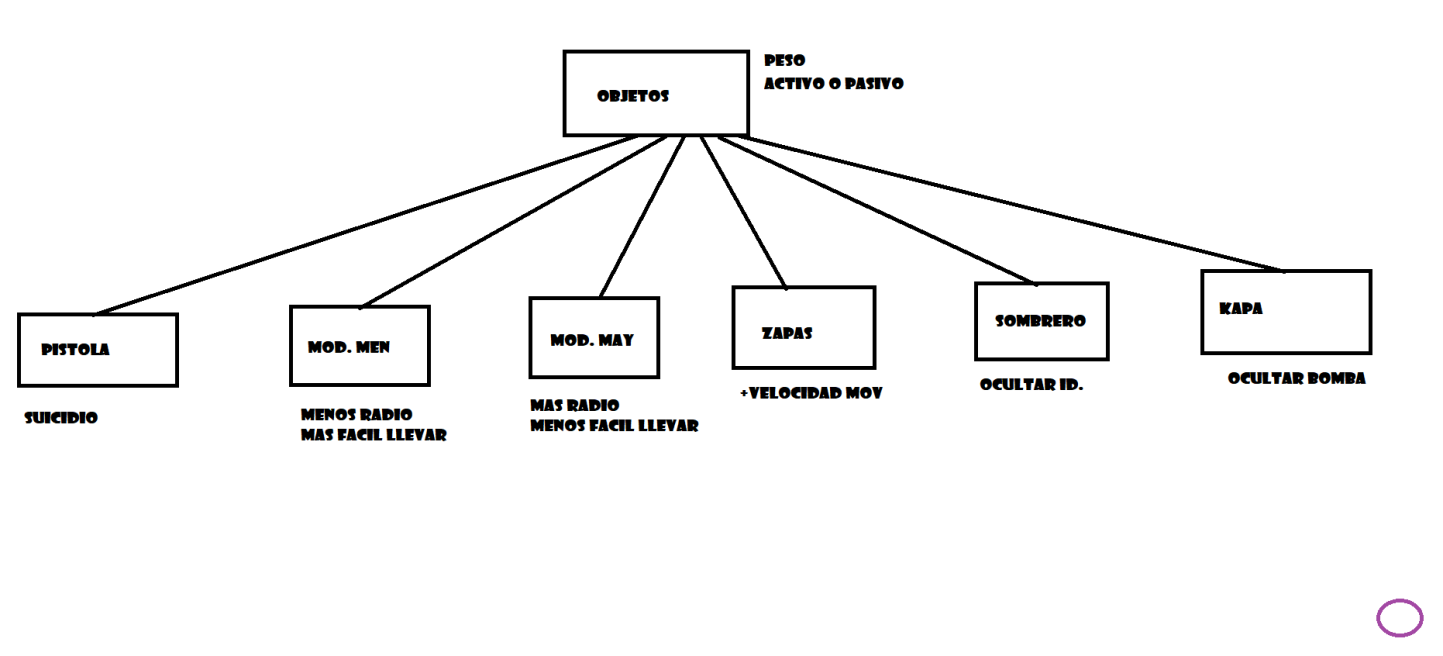 PESO
ACTIVO O PASIVO
OBJETOS
PISTOLA
SUICIDIO
MOD. MEN
MENOS RADIO
MAS FACIL LLEVAR
MOD. MAY
MAS RADIO
MENOS FACIL LLEVAR
ZAPAS
+VELOCIDAD MOV
SOMBRERO
OCULTAR ID.
KAPA
OCULTAR BOMBA